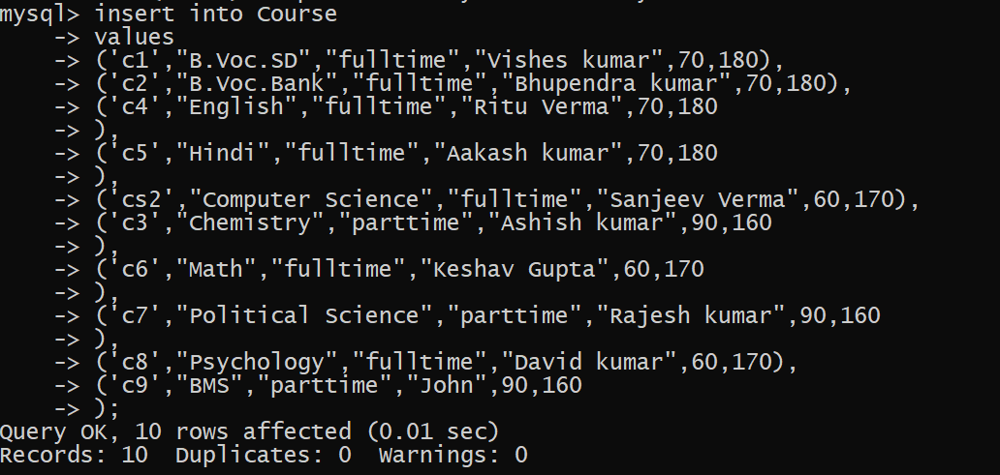 mysql> insert into Course
-> values
-> ('c1',"B.Voc.SD","fulltime","Vishes kumar",70,180),
-> ('c2',"B.Voc.Bank","fulltime","Bhupendra kumar",70,180),
-> ('c4',"English","fulltime","Ritu Verma",70,180
-> ),
-> ('c5',"Hindi","fulltime","Aakash kumar",70,180
-> ),
-> ('cs2',"Computer Science","fulltime","Sanjeev Verma",60,170),
-> ('c3',"Chemistry","parttime","Ashish kumar",90,160
-> ),
-> ('c6',"Math","fulltime","Keshav Gupta",60,170
-> ),
-> ('c7',"Political Science","parttime","Rajesh kumar",90,160
-> ),
-> ('c8',"Psychology","fulltime","David kumar",60,170),
-> ('c9',"BMS","parttime","John",90,160
-> );
Query OK, 10 rows affected (0.01 sec)
Records: 10  Duplicates: 0  Warnings: 0